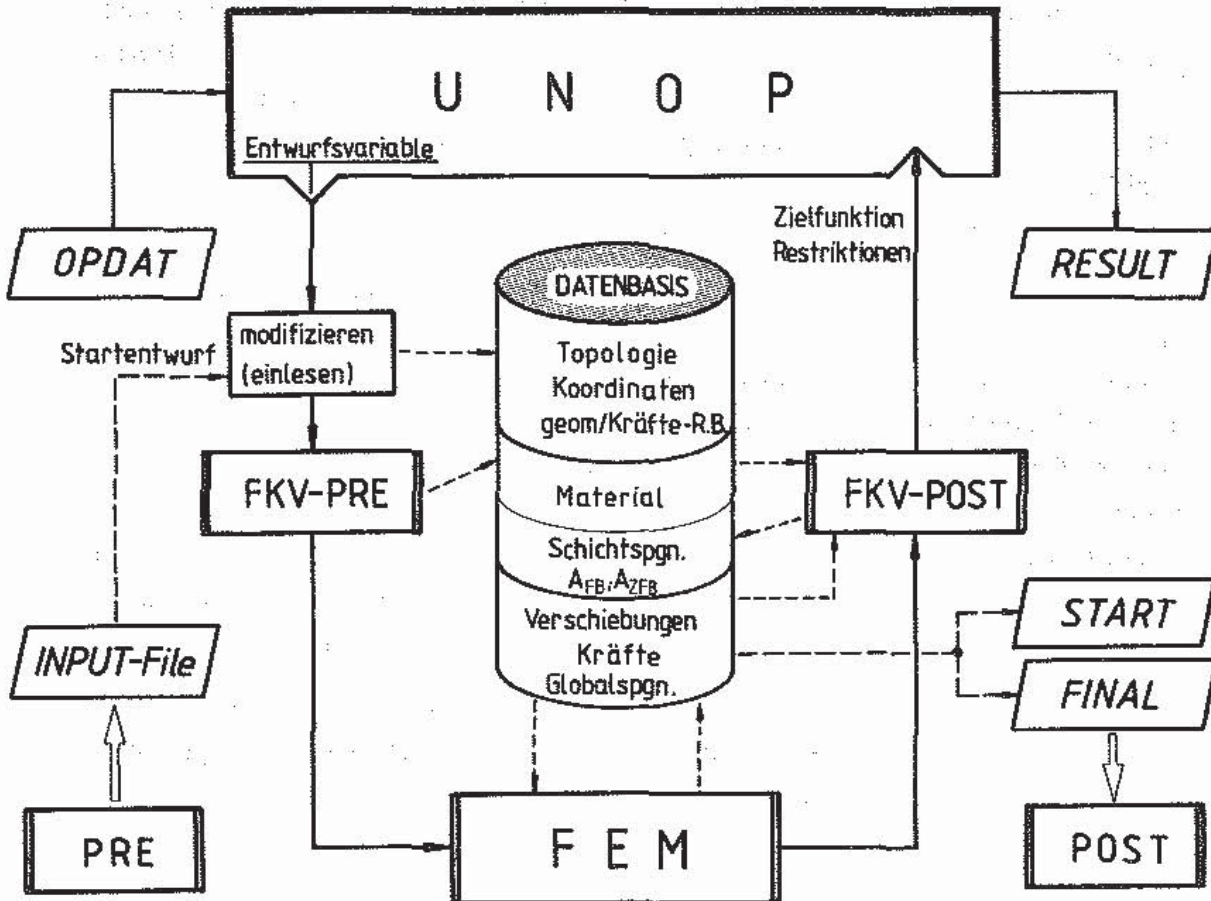 U N O P
Entwurfsvariable
OPDAT
Zielfunktion
Restriktionen
RESULT
DATENBASIS
Startentwurf
modifizieren
(einlesen)
Topologie
Koordinaten
geom/Kräfte-R.B.
FKV-PRE
Material
FKV-POST
Schichtspgn.
AFB,AZFB
Verschiebungen
Kräfte
Globalspgn.
INPUT-File
START
FINAL
PRE
F E M
POST